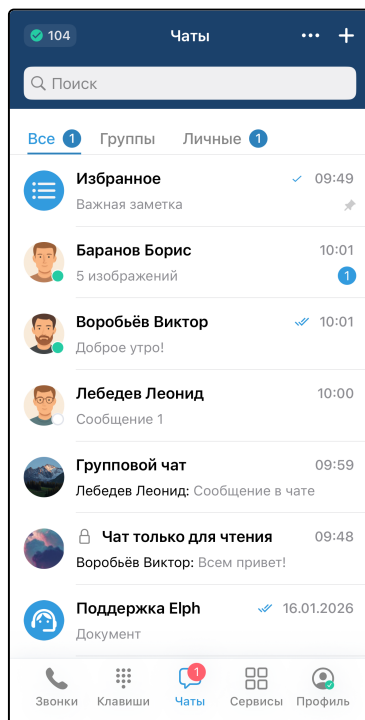 104 Чаты
Поиск
Все 1 Группы Личные 1
Избранное 09:49
Важная заметка
Баранов Борис 10:01
5 изображений 1
Воробьёв Виктор 10:01
Доброе утро!
Лебедев Леонид 10:00
Сообщение 1
Групповой чат 09:59
Лебедев Леонид: Сообщение в чате
Чат только для чтения 09:48
Воробьёв Виктор: Всем привет!
Поддержка Elph 16.01.2026
Документ
1
Звонки Клавиши Чаты Сервисы Профиль